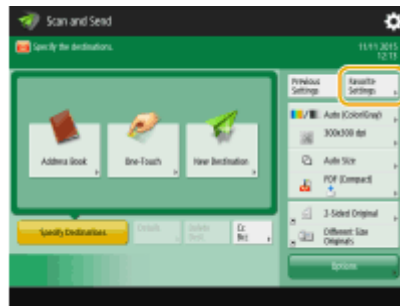 Scan and Send
Specify the destinations.
11/11 2015
12:11
Previous
Settings
Favorite
Settings
Auto (Color/Gray)
300x300 dpi
Address Book
One-Touch
New Destination
Auto Size
PDF (Compact)
2-Sided Original
Specify Destinations
Details
Delete
Dest.
Cc
Bcc
Different Size
Originals
Options